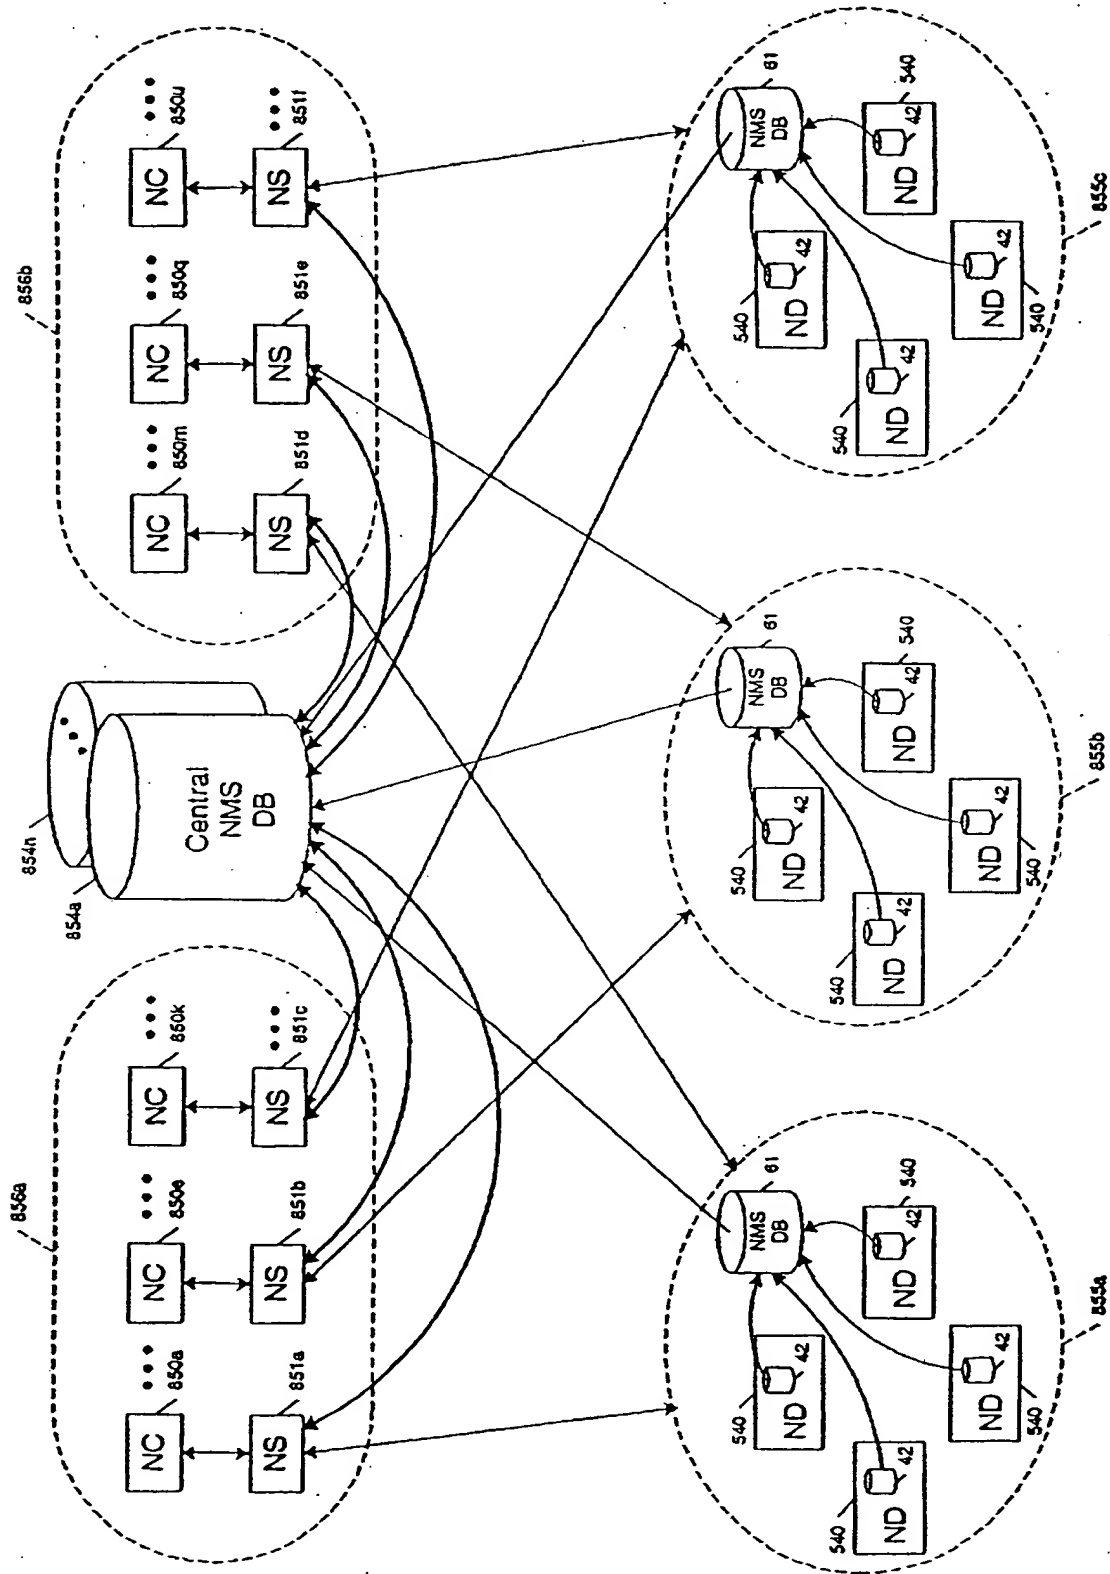 856a
854n
856b
854a
850a
850e
850k
850m
850q
850u
NC
NC
NC
NC
NC
NC
851a
851b
851c
Central
NMS
DB
851d
851e
851f
NS
NS
NS
NS
NS
NS
61
NMS
DB
540
42
ND
540
42
ND
540
42
ND
42
ND
540
855a
61
NMS
DB
540
42
ND
540
42
ND
540
42
ND
42
ND
540
855b
61
NMS
DB
540
42
ND
540
42
ND
540
42
ND
42
ND
540
855c